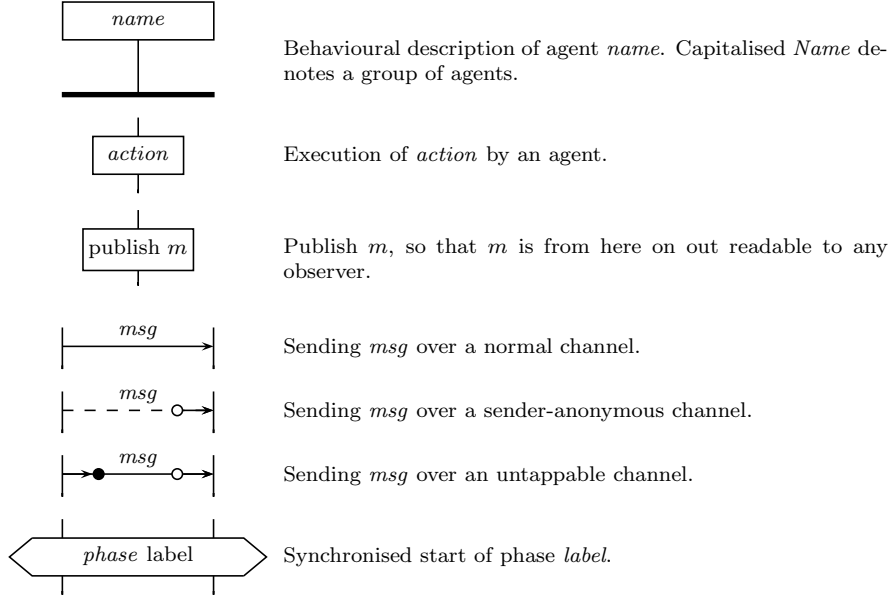 name
Behavioural description of agent name. Capitalised Name de-
notes a group of agents.
action
Execution of action by an agent.
publish m
Publish m, so that m is from here on out readable to any
observer.
msg
Sending msg over a normal channel.
msg
Sending msg over a sender-anonymous channel.
msg
Sending msg over an untappable channel.
phase label
Synchronised start of phase label.